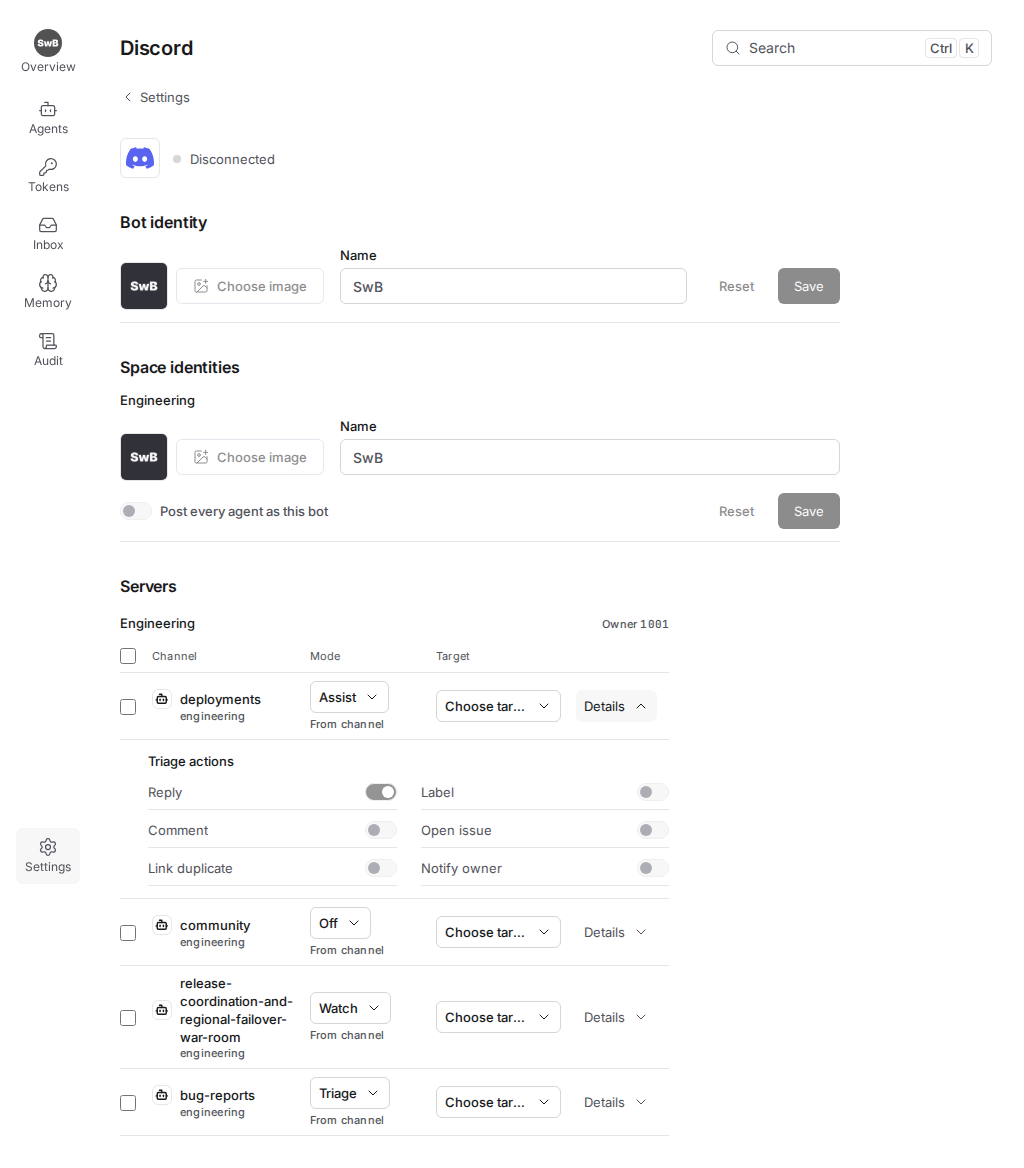 SwB
Overview
Agents
Tokens
Inbox
Memory
Audit
Settings
Discord
Search
Ctrl K
Settings
Disconnected
Bot identity
Name
SwB
Choose image
SwB
Reset
Save
Space identities
Engineering
Name
SwB
Choose image
SwB
Post every agent as this bot
Reset
Save
Servers
Engineering
Owner 1001
Channel
Mode
Target
deployments
engineering
Assist
From channel
Choose tar...
Details
Triage actions
Reply
Label
Comment
Open issue
Link duplicate
Notify owner
community
engineering
Off
From channel
Choose tar...
Details
release-
coordination-and-
regional-failover-
war-room
engineering
Watch
From channel
Choose tar...
Details
bug-reports
engineering
Triage
From channel
Choose tar...
Details